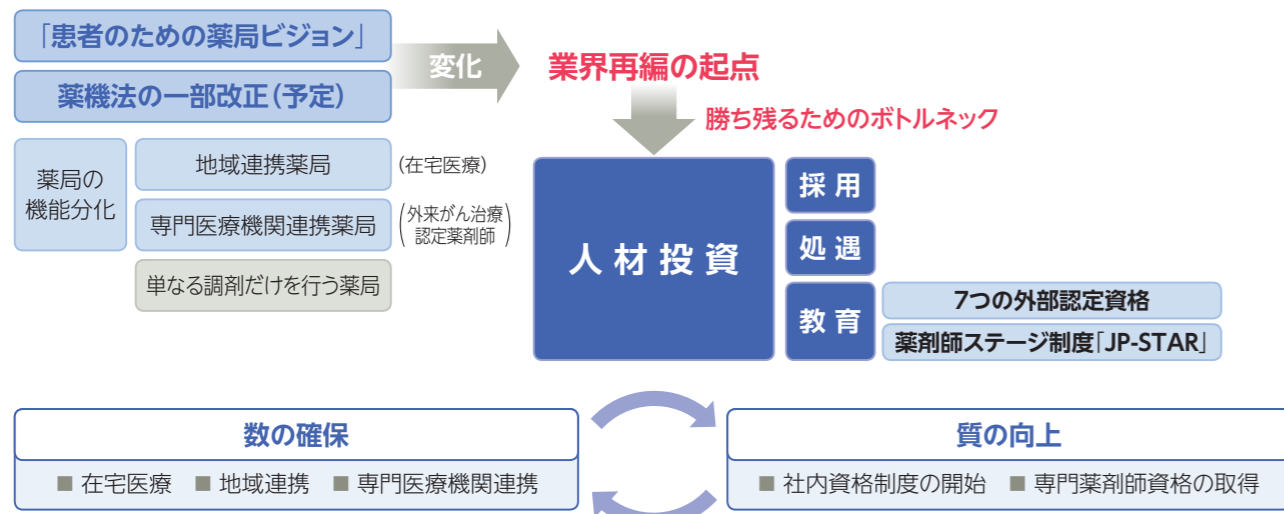 「患者のための薬局ビジョン」
薬機法の一部改正(予定)
変化
業界再編の起点
勝ち残るためのボトルネック
薬局の
機能分化
地域連携薬局
(在宅医療)
専門医療機関連携薬局
(外来がん治療
認定薬剤師)
単なる調剤だけを行う薬局
人材投資
採用
処遇
教育
7つの外部認定資格
薬剤師ステージ制度「JP-STAR」
数の確保
■ 在宅医療 ■ 地域連携 ■ 専門医療機関連携
質の向上
■ 社内資格制度の開始 ■ 専門薬剤師資格の取得